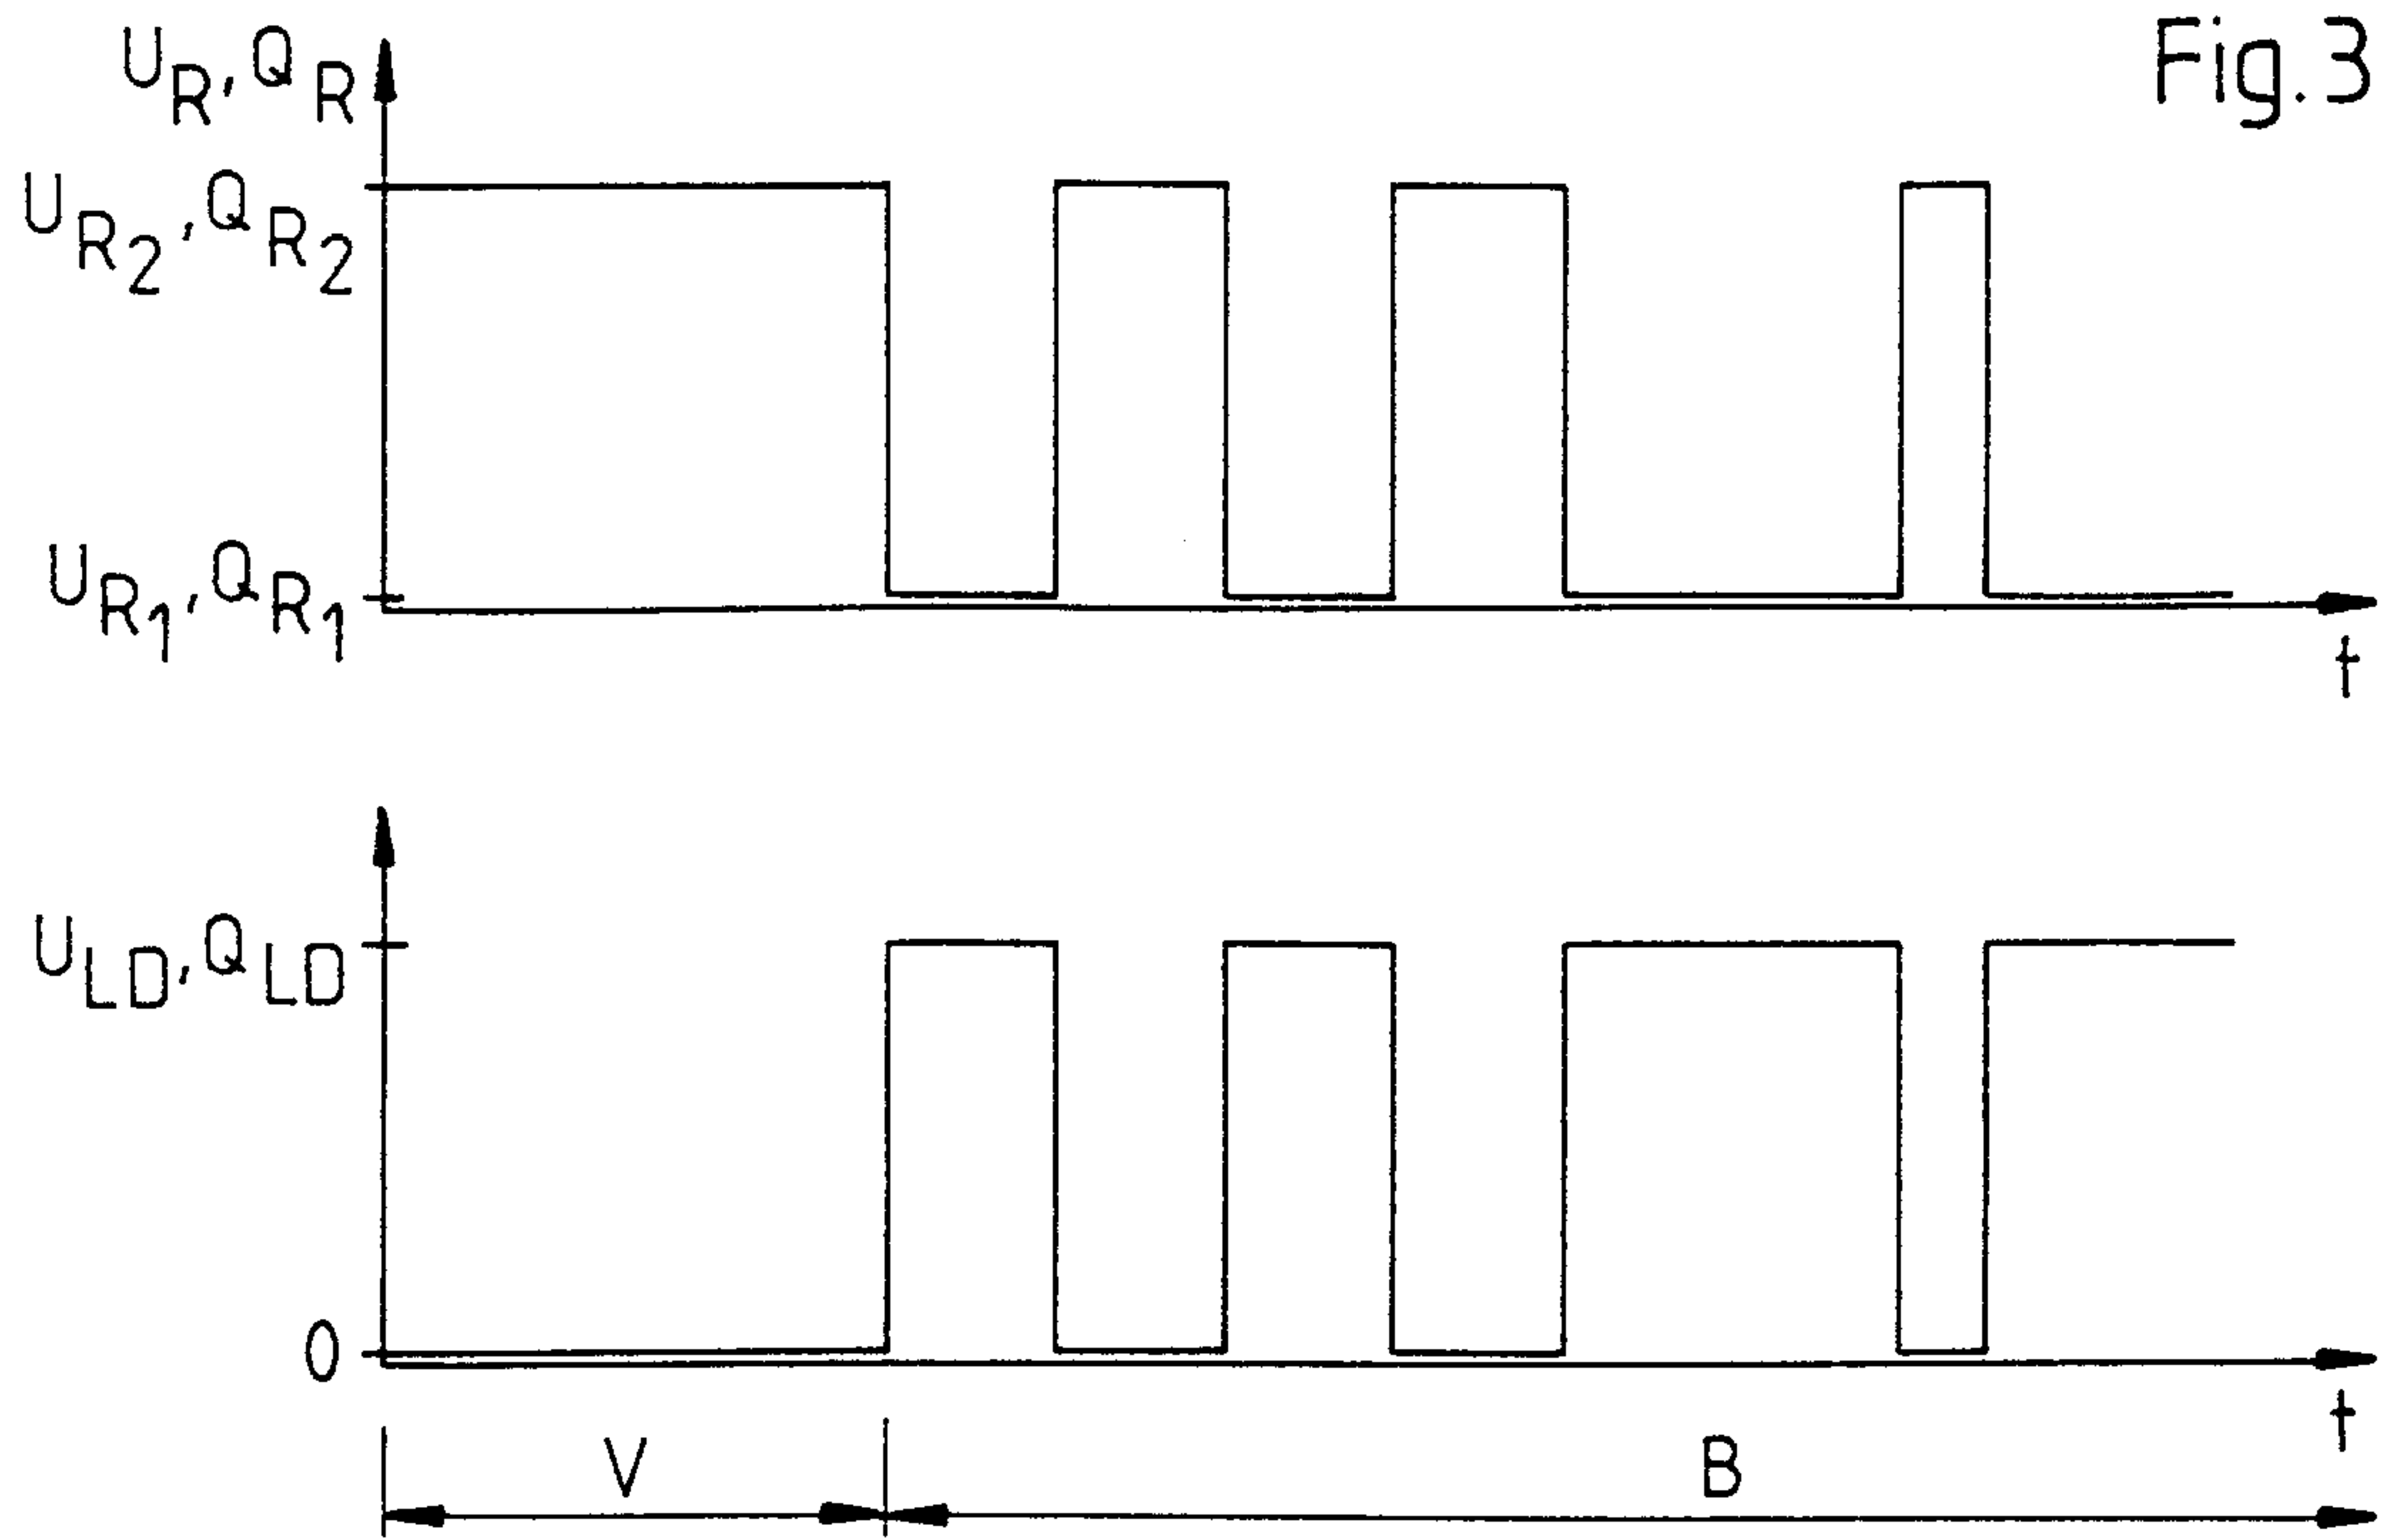 Fig.3
U_R, Q_R
U_R2, Q_R2
U_R1, Q_R1
t
U_LD, Q_LD
0
t
V
B